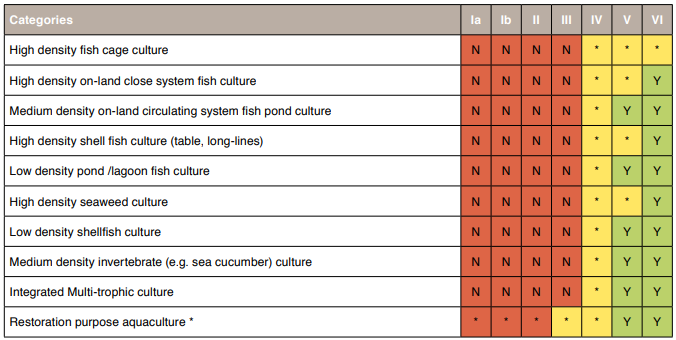 Categories Ia Ib II III IV V VI
High density fish cage culture N N N N * * *
High density on-land close system fish culture N N N N * * Y
Medium density on-land circulating system fish pond culture N N N N * Y Y
High density shell fish culture (table, long-lines) N N N N * * Y
Low density pond /lagoon fish culture N N N N * Y Y
High density seaweed culture N N N N * * Y
Low density shellfish culture N N N N * Y Y
Medium density invertebrate (e.g. sea cucumber) culture N N N N * Y Y
Integrated Multi-trophic culture N N N N * Y Y
Restoration purpose aquaculture * * * * * * Y Y